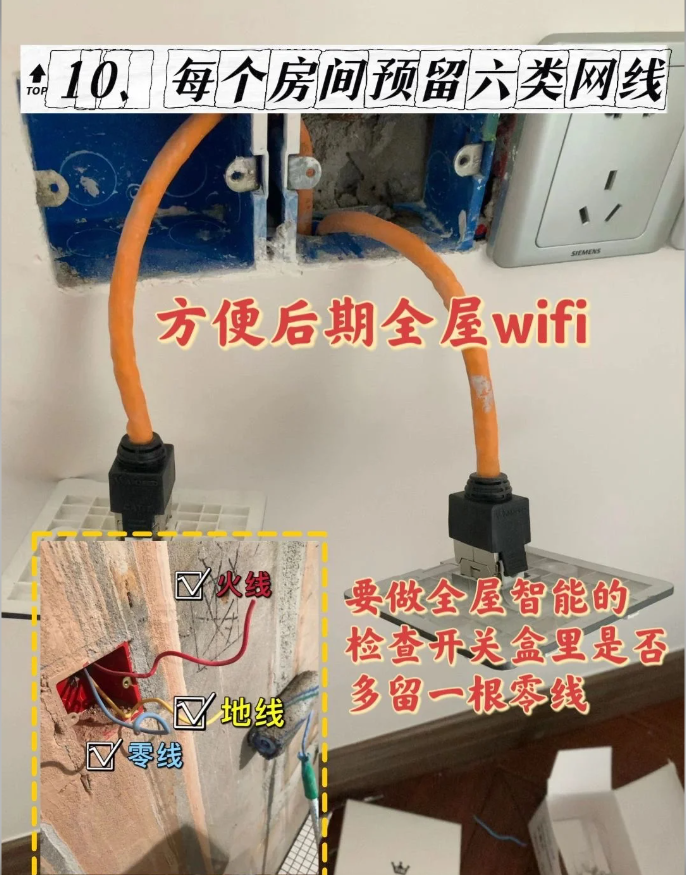 TOP
10、每个房间预留六类网线
SIEMENS
方便后期全屋wifi
火线
要做全屋智能的
检查开关盒里是否
多留一根零线
地线
零线